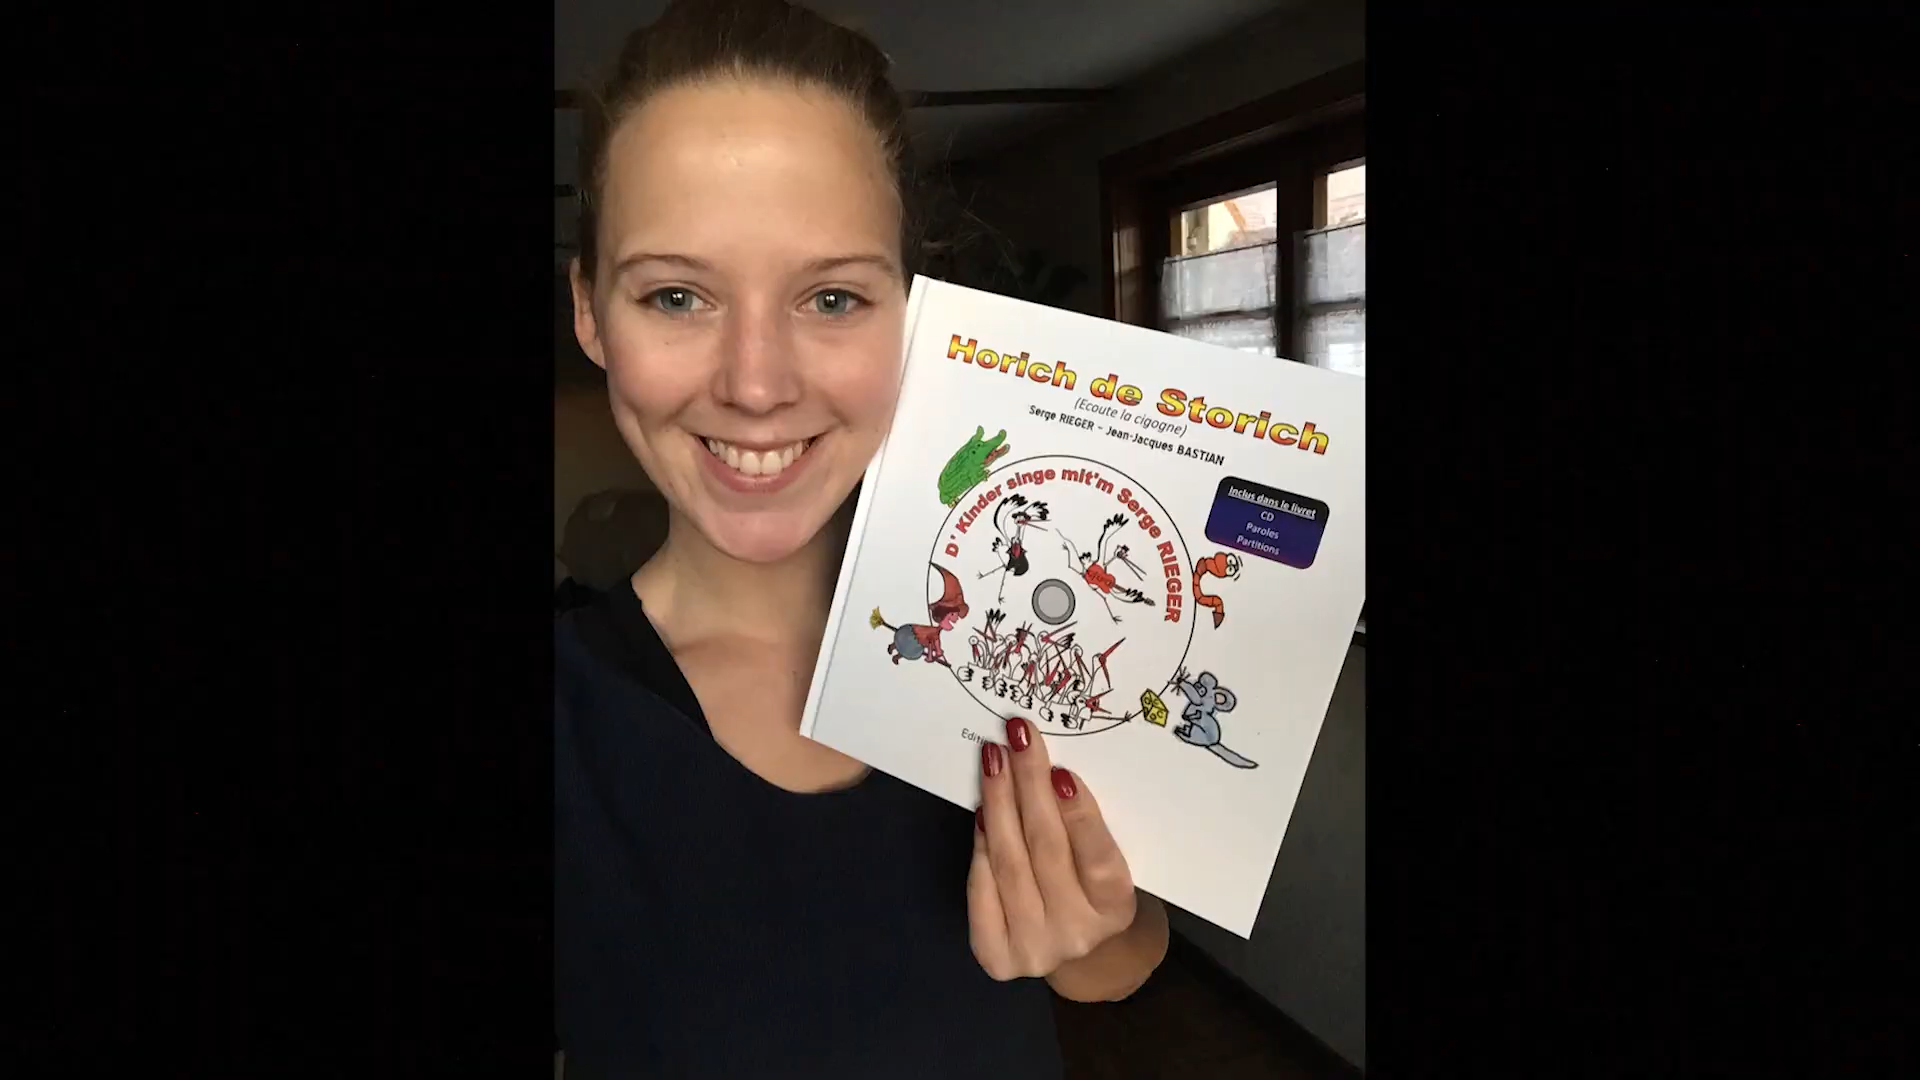 Horich de Storich
(Ecoute la cigogne)
Serge RIEGER - Jean-Jacques BASTIAN
D' Kinder singe mit'm Serge RIEGER
Inclus dans le livret
CD
Paroles
Partitions